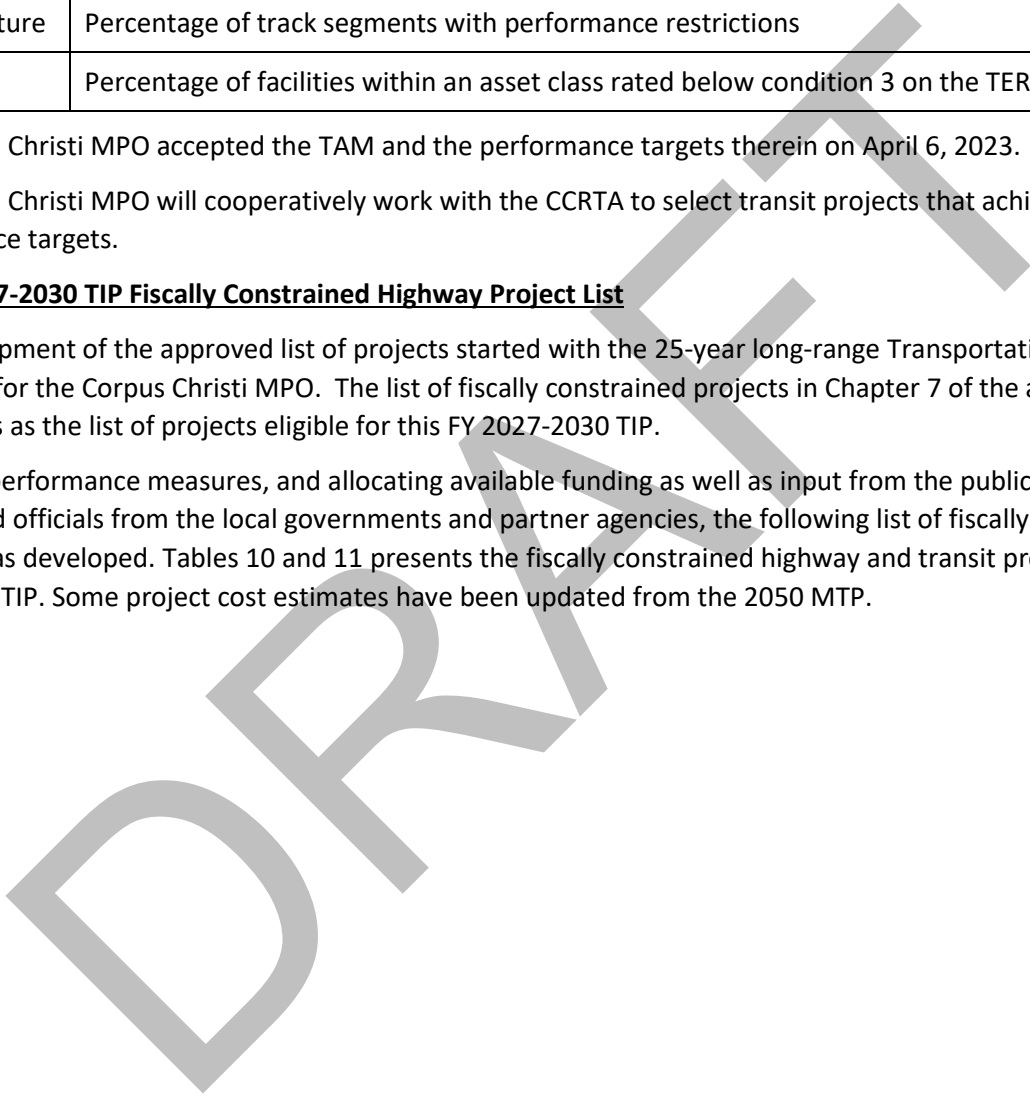 ture Percentage of track segments with performance restrictions
Percentage of facilities within an asset class rated below condition 3 on the TER
Christi MPO accepted the TAM and the performance targets therein on April 6, 2023.
Christi MPO will cooperatively work with the CCRTA to select transit projects that achi
ce targets.
7-2030 TIP Fiscally Constrained Highway Project List
pment of the approved list of projects started with the 25-year long-range Transportati
for the Corpus Christi MPO. The list of fiscally constrained projects in Chapter 7 of the a
s as the list of projects eligible for this FY 2027-2030 TIP.
erformance measures, and allocating available funding as well as input from the public
d officials from the local governments and partner agencies, the following list of fiscally
as developed. Tables 10 and 11 presents the fiscally constrained highway and transit pr
TIP. Some project cost estimates have been updated from the 2050 MTP.
DRAFT